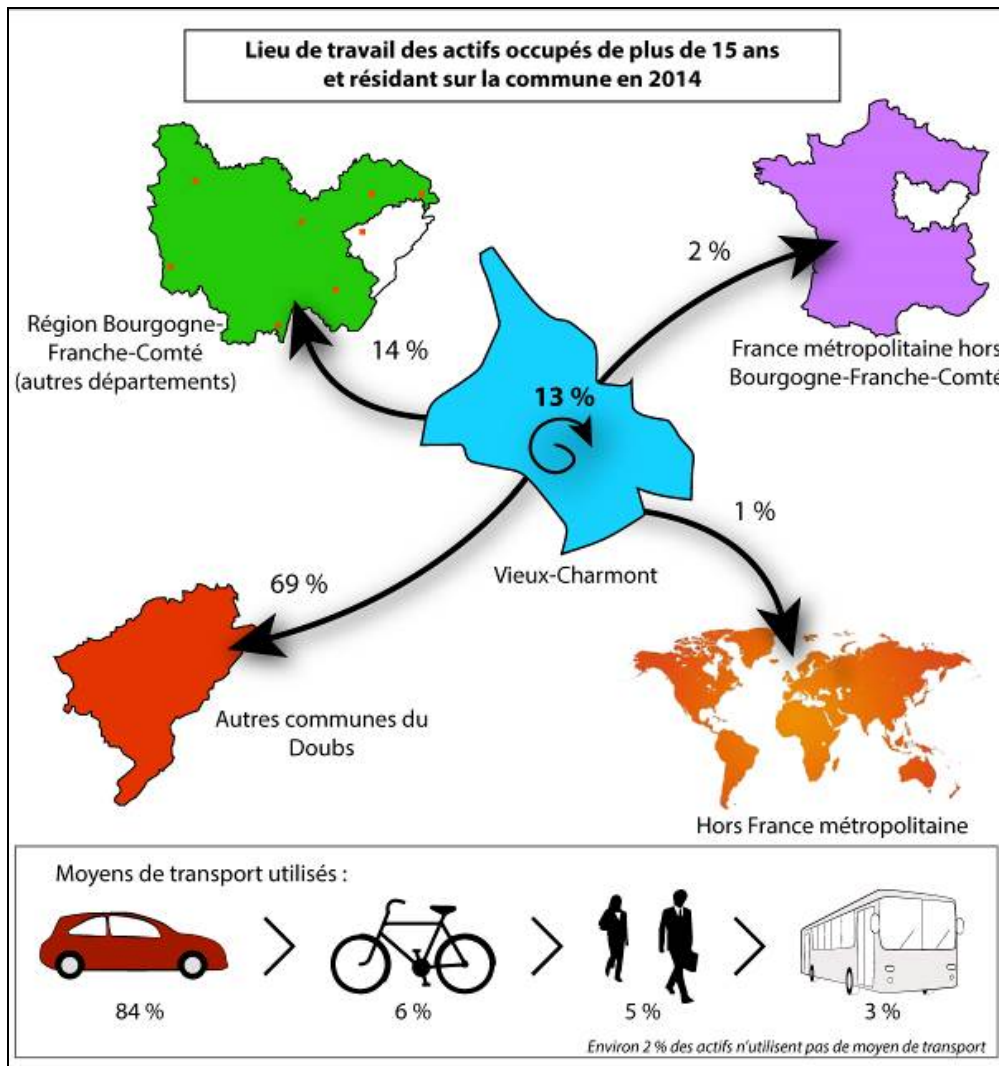 Lieu de travail des actifs occupés de plus de 15 ans
et résidant sur la commune en 2014
2 %
Région Bourgogne-
Franche-Comté
(autres départements)
14 %
France métropolitaine hors
Bourgogne-Franche-Comté
13 %
1 %
Vieux-Charmont
69 %
Autres communes du
Doubs
Hors France métropolitaine
Moyens de transport utilisés :
84 %
6 %
5 %
3 %
Environ 2 % des actifs n'utilisent pas de moyen de transport